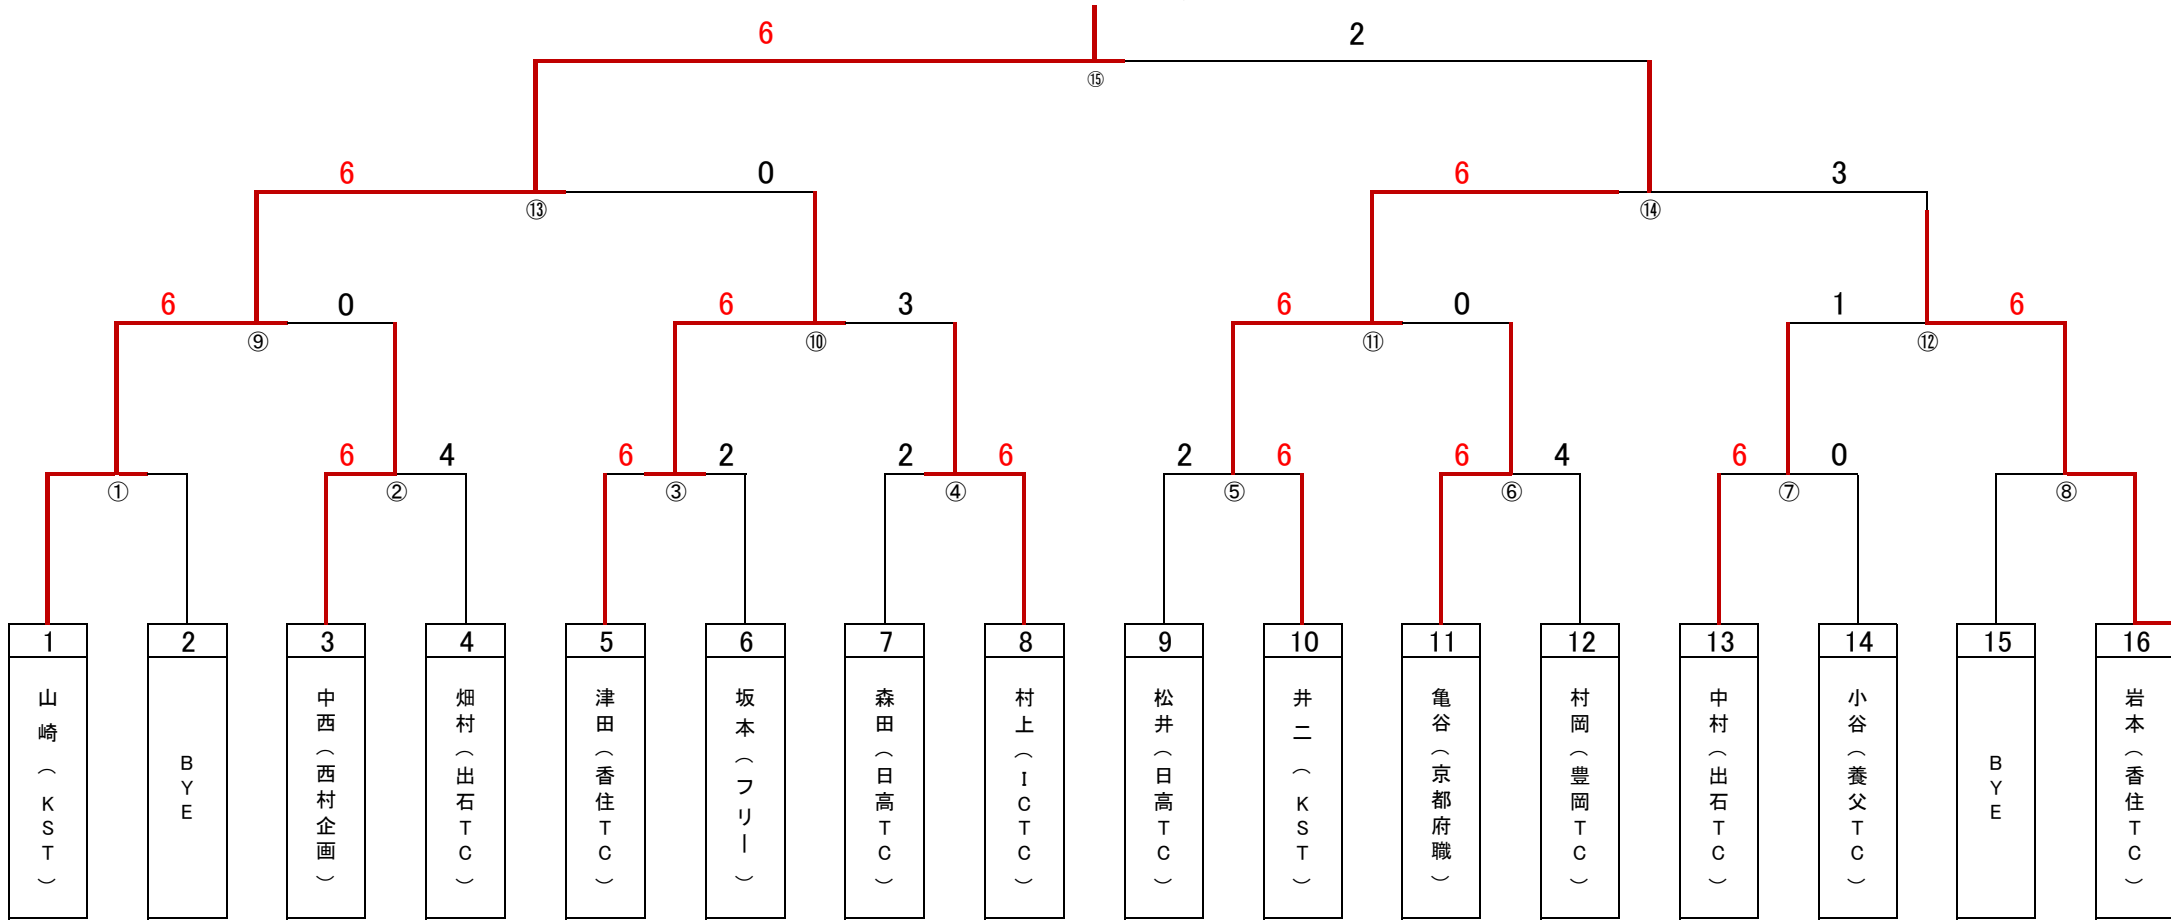 6 2
⑮
6 0 6 3
⑬ ⑭
6 0 6 3 6 0 1 6
⑨ ⑩ ⑪ ⑫
6 4 6 2 2 6 2 6 6 4 6 0
① ② ③ ④ ⑤ ⑥ ⑦ ⑧
1 2 3 4 5 6 7 8 9 10 11 12 13 14 15 16
山崎(KST)
BYE
中西(西村企画)
畑村(出石TC)
津田(香住TC)
坂本(フリー)
森田(日高TC)
村上(ICTC)
松井(日高TC)
井二(KST)
亀谷(京都府職)
村岡(豊岡TC)
中村(出石TC)
小谷(養父TC)
BYE
岩本(香住TC)